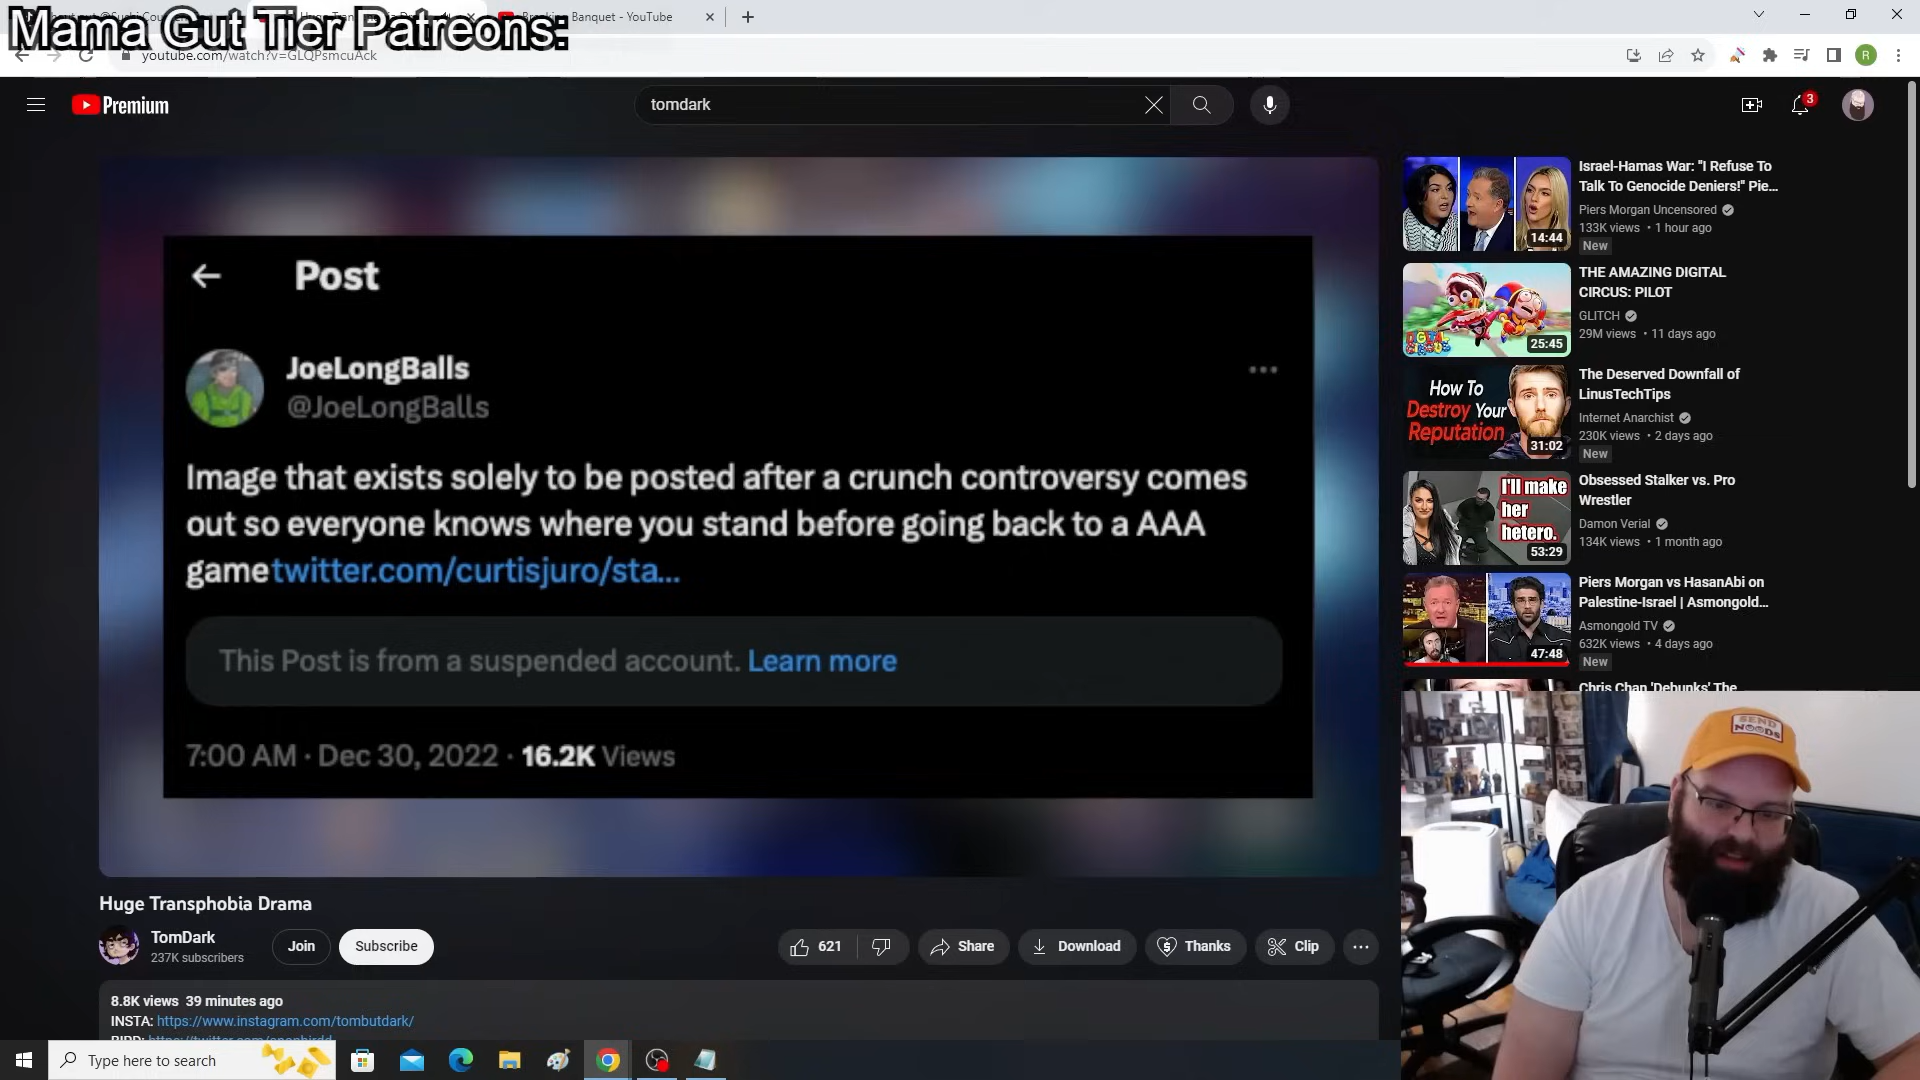 Mama Gut Tier Patreons:
Banquet - YouTube
youtube.com/watch?v=GLQPsmcuAck
R
Premium
tomdark
3
Post
JoeLongBalls
@JoeLongBalls
Image that exists solely to be posted after a crunch controversy comes
out so everyone knows where you stand before going back to a AAA
gametwitter.com/curtisjuro/sta...
This Post is from a suspended account. Learn more
7:00 AM · Dec 30, 2022 · 16.2K Views
Huge Transphobia Drama
TomDark
237K subscribers
Join
Subscribe
621
Share
Download
Thanks
Clip
8.8K views 39 minutes ago
INSTA: https://www.instagram.com/tombutdark/
14:44
Israel-Hamas War: "I Refuse To
Talk To Genocide Deniers!" Pie...
Piers Morgan Uncensored
133K views • 1 hour ago
New
DIGITAL
CIRCUS
25:45
THE AMAZING DIGITAL
CIRCUS: PILOT
GLITCH
29M views • 11 days ago
How To
Destroy Your
Reputation
31:02
The Deserved Downfall of
LinusTechTips
Internet Anarchist
230K views • 2 days ago
New
I'll make
her
hetero.
53:29
Obsessed Stalker vs. Pro
Wrestler
Damon Verial
134K views • 1 month ago
47:48
Piers Morgan vs HasanAbi on
Palestine-Israel | Asmongold...
Asmongold TV
632K views • 4 days ago
New
Chris Chan 'Debunks' The
SEND
NOODS
Type here to search